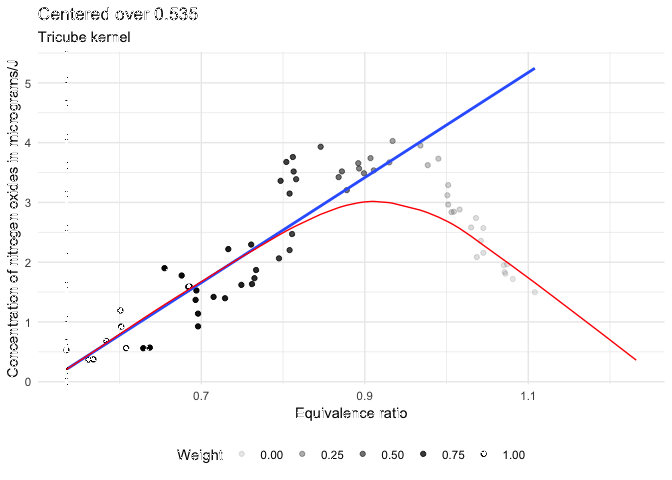 Centered over 0.535
Tricube kernel
Concentration of nitrogen oxides in micrograms/J
5
4
3
2
1
0
0.7 0.9 1.1
Equivalence ratio
Weight 0.00 0.25 0.50 0.75 1.00